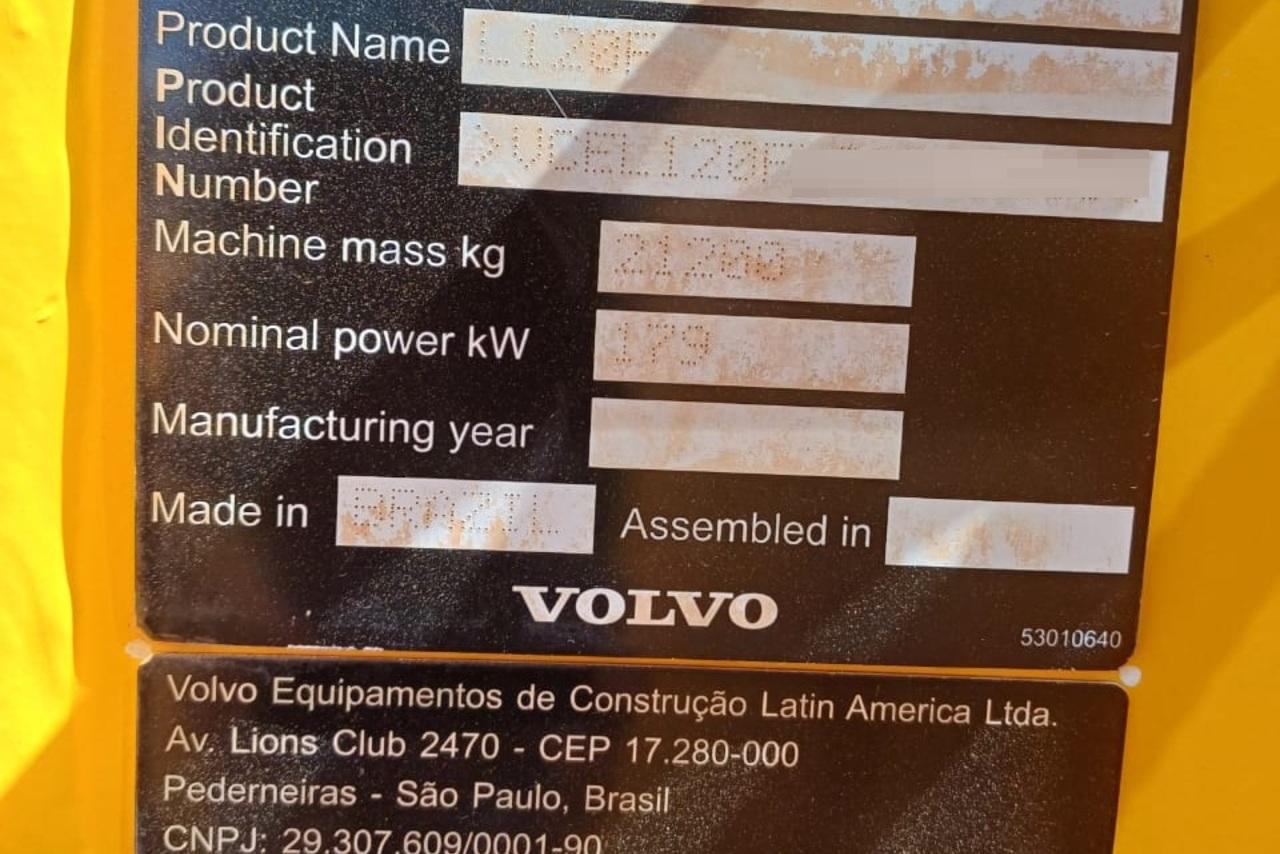 Product Name L120F
Product
Identification >VCEL120F
Number
Machine mass kg 21200
Nominal power kW 179
Manufacturing year
Made in BRAZIL Assembled in
VOLVO
53010640
Volvo Equipamentos de Construção Latin America Ltda.
Av. Lions Club 2470 - CEP 17.280-000
Pederneiras - São Paulo, Brasil
CNPJ: 29.307.609/0001-90